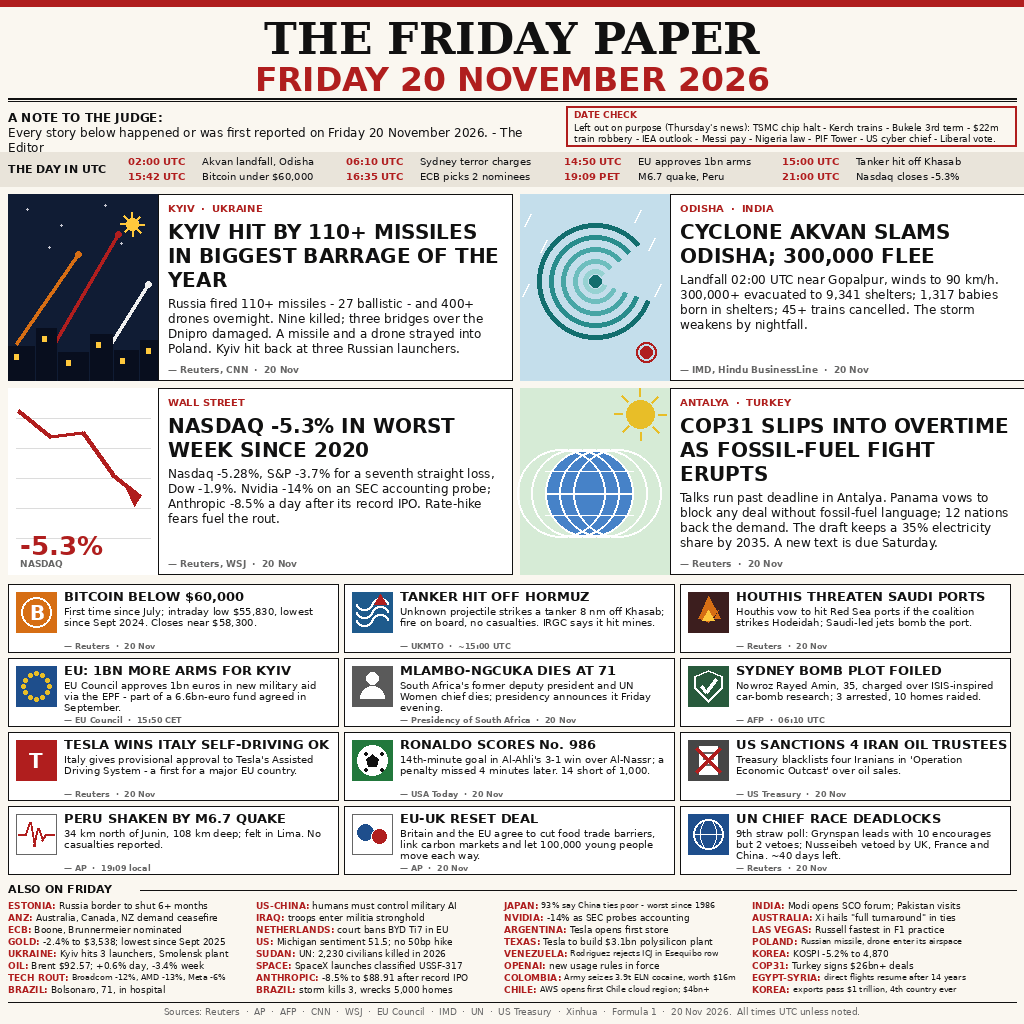 THE FRIDAY PAPER
FRIDAY 20 NOVEMBER 2026
A NOTE TO THE JUDGE:
Every story below happened or was first reported on Friday 20 November 2026. - The
Editor
DATE CHECK
Left out on purpose (Thursday's news): TSMC chip halt - Kerch trains - Bukele 3rd term - $22m
train robbery - IEA outlook - Messi pay - Nigeria law - PIF Tower - US cyber chief - Liberal vote.
THE DAY IN UTC
02:00 UTC Akvan landfall, Odisha 06:10 UTC Sydney terror charges 14:50 UTC EU approves 1bn arms 15:00 UTC Tanker hit off Khasab
15:42 UTC Bitcoin under $60,000 16:35 UTC ECB picks 2 nominees 19:09 PET M6.7 quake, Peru 21:00 UTC Nasdaq closes -5.3%
KYIV · UKRAINE
KYIV HIT BY 110+ MISSILES
IN BIGGEST BARRAGE OF THE
YEAR
Russia fired 110+ missiles - 27 ballistic - and 400+
drones overnight. Nine killed; three bridges over the
Dnipro damaged. A missile and a drone strayed into
Poland. Kyiv hit back at three Russian launchers.
— Reuters, CNN · 20 Nov
ODISHA · INDIA
CYCLONE AKVAN SLAMS
ODISHA; 300,000 FLEE
Landfall 02:00 UTC near Gopalpur, winds to 90 km/h.
300,000+ evacuated to 9,341 shelters; 1,317 babies
born in shelters; 45+ trains cancelled. The storm
weakens by nightfall.
— IMD, Hindu BusinessLine · 20 Nov
-5.3%
NASDAQ
WALL STREET
NASDAQ -5.3% IN WORST
WEEK SINCE 2020
Nasdaq -5.28%, S&P -3.7% for a seventh straight loss,
Dow -1.9%. Nvidia -14% on an SEC accounting probe;
Anthropic -8.5% a day after its record IPO. Rate-hike
fears fuel the rout.
— Reuters, WSJ · 20 Nov
ANTALYA · TURKEY
COP31 SLIPS INTO OVERTIME
AS FOSSIL-FUEL FIGHT
ERUPTS
Talks run past deadline in Antalya. Panama vows to
block any deal without fossil-fuel language; 12 nations
back the demand. The draft keeps a 35% electricity
share by 2035. A new text is due Saturday.
— Reuters · 20 Nov
B
BITCOIN BELOW $60,000
First time since July; intraday low $55,830, lowest
since Sept 2024. Closes near $58,300.
— Reuters · 20 Nov
TANKER HIT OFF HORMUZ
Unknown projectile strikes a tanker 8 nm off Khasab;
fire on board, no casualties. IRGC says it hit mines.
— UKMTO · ~15:00 UTC
HOUTHIS THREATEN SAUDI PORTS
Houthis vow to hit Red Sea ports if the coalition
strikes Hodeidah; Saudi-led jets bomb the port.
— Reuters · 20 Nov
EU: 1BN MORE ARMS FOR KYIV
EU Council approves 1bn euros in new military aid
via the EPF - part of a 6.6bn-euro fund agreed in
September.
— EU Council · 15:50 CET
MLAMBO-NGCUKA DIES AT 71
South Africa's former deputy president and UN
Women chief dies; presidency announces it Friday
evening.
— Presidency of South Africa · 20 Nov
SYDNEY BOMB PLOT FOILED
Nowroz Rayed Amin, 35, charged over ISIS-inspired
car-bomb research; 3 arrested, 10 homes raided.
— AFP · 06:10 UTC
T
TESLA WINS ITALY SELF-DRIVING OK
Italy gives provisional approval to Tesla's Assisted
Driving System - a first for a major EU country.
— Reuters · 20 Nov
RONALDO SCORES No. 986
14th-minute goal in Al-Ahli's 3-1 win over Al-Nassr; a
penalty missed 4 minutes later. 14 short of 1,000.
— USA Today · 20 Nov
US SANCTIONS 4 IRAN OIL TRUSTEES
Treasury blacklists four Iranians in 'Operation
Economic Outcast' over oil sales.
— US Treasury · 20 Nov
PERU SHAKEN BY M6.7 QUAKE
34 km north of Junin, 108 km deep; felt in Lima. No
casualties reported.
— AP · 19:09 local
EU-UK RESET DEAL
Britain and the EU agree to cut food trade barriers,
link carbon markets and let 100,000 young people
move each way.
— AP · 20 Nov
UN CHIEF RACE DEADLOCKS
9th straw poll: Grynspan leads with 10 encourages
but 2 vetoes; Nusseibeh vetoed by UK, France and
China. ~40 days left.
— Reuters · 20 Nov
ALSO ON FRIDAY
ESTONIA: Russia border to shut 6+ months
ANZ: Australia, Canada, NZ demand ceasefire
ECB: Boone, Brunnermeier nominated
GOLD: -2.4% to $3,538; lowest since Sept 2025
UKRAINE: Kyiv hits 3 launchers, Smolensk plant
OIL: Brent $92.57; +0.6% day, -3.4% week
TECH ROUT: Broadcom -12%, AMD -13%, Meta -6%
BRAZIL: Bolsonaro, 71, in hospital
US-CHINA: humans must control military AI
IRAQ: troops enter militia stronghold
NETHERLANDS: court bans BYD Ti7 in EU
US: Michigan sentiment 51.5; no 50bp hike
SUDAN: UN: 2,230 civilians killed in 2026
SPACE: SpaceX launches classified USSF-317
ANTHROPIC: -8.5% to $88.91 after record IPO
BRAZIL: storm kills 3, wrecks 5,000 homes
JAPAN: 93% say China ties poor - worst since 1986
NVIDIA: -14% as SEC probes accounting
ARGENTINA: Tesla opens first store
TEXAS: Tesla to build $3.1bn polysilicon plant
VENEZUELA: Rodriguez rejects ICJ in Esequibo row
OPENAI: new usage rules in force
COLOMBIA: Army seizes 3.9t ELN cocaine, worth $16m
CHILE: AWS opens first Chile cloud region; $4bn+
INDIA: Modi opens SCO forum; Pakistan visits
AUSTRALIA: Xi hails "full turnaround" in ties
LAS VEGAS: Russell fastest in F1 practice
POLAND: Russian missile, drone enter its airspace
KOREA: KOSPI -5.2% to 4,870
COP31: Turkey signs $26bn+ deals
EGYPT-SYRIA: direct flights resume after 14 years
KOREA: exports pass $1 trillion, 4th country ever
Sources: Reuters · AP · AFP · CNN · WSJ · EU Council · IMD · UN · US Treasury · Xinhua · Formula 1 · 20 Nov 2026. All times UTC unless noted.